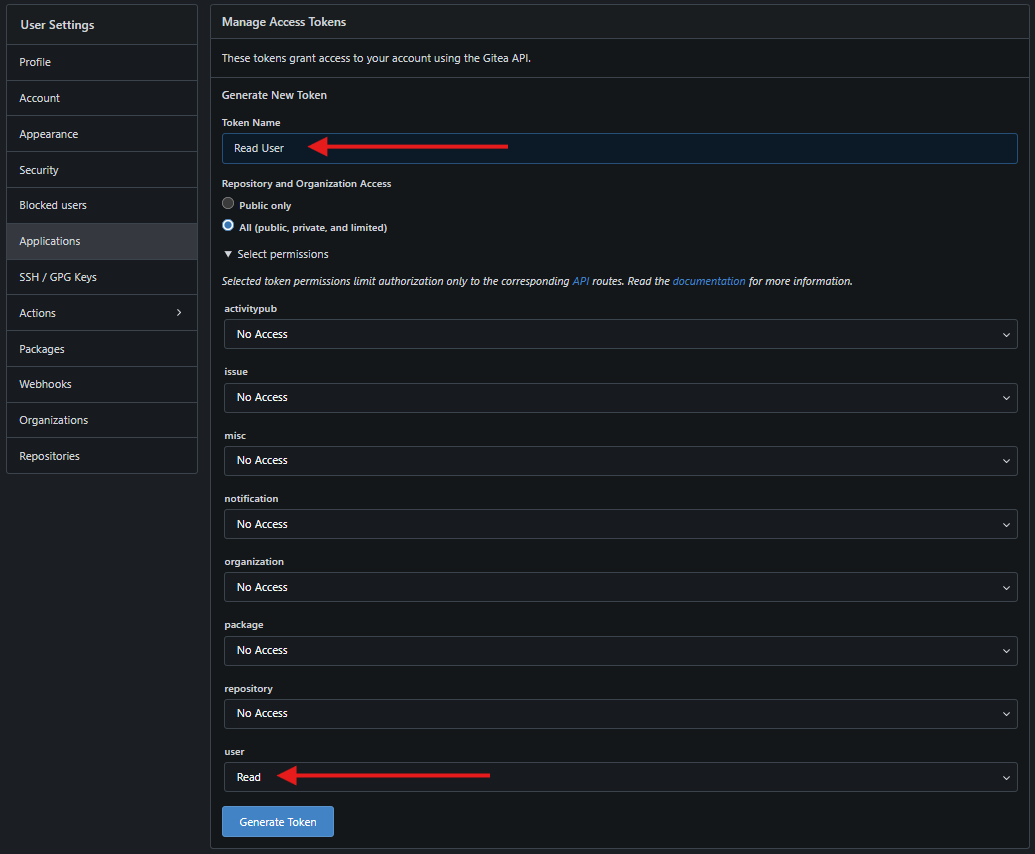 User Settings
Profile
Account
Appearance
Security
Blocked users
Applications
SSH / GPG Keys
Actions
Packages
Webhooks
Organizations
Repositories
Manage Access Tokens
These tokens grant access to your account using the Gitea API.
Generate New Token
Token Name
Read User
Repository and Organization Access
Public only
All (public, private, and limited)
Select permissions
Selected token permissions limit authorization only to the corresponding API routes. Read the documentation for more information.
activitypub
No Access
issue
No Access
misc
No Access
notification
No Access
organization
No Access
package
No Access
repository
No Access
user
Read
Generate Token